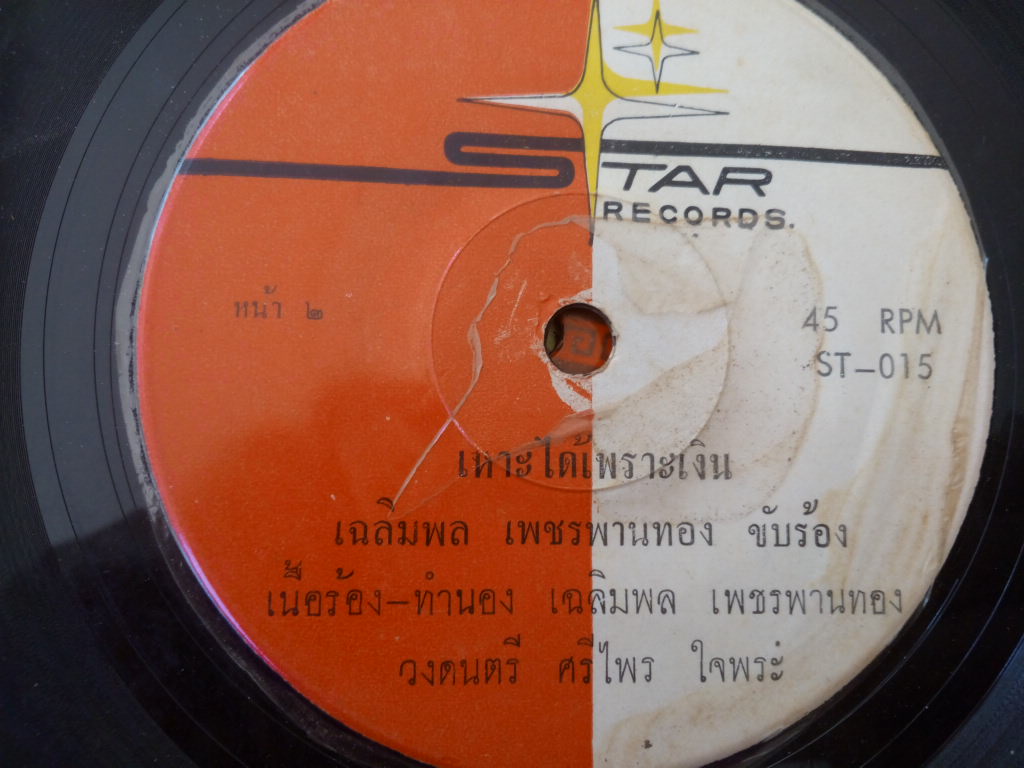 STAR
RECORDS.
หน้า ๒
45 RPM
ST-015
เหาะได้เพราะเงิน
เฉลิมพล เพชรพานทอง ขับร้อง
เนื้อร้อง-ทำนอง เฉลิมพล เพชรพานทอง
วงดนตรี ศรีไพร ใจพระ